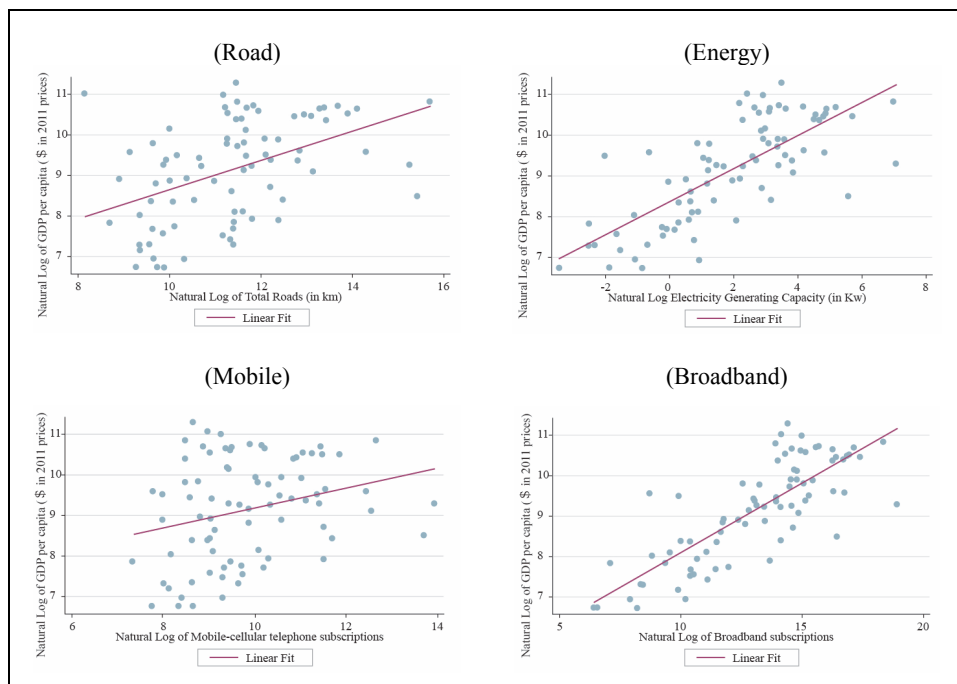 (Road)
(Energy)
Natural Log of GDP per capita ( $ in 2011 prices)
11
10
9
8
7
8
10
12
14
16
Natural Log of Total Roads (in km)
Linear Fit
Natural Log of GDP per capita ( $ in 2011 prices)
11
10
9
8
7
-2
0
2
4
6
8
Natural Log Electricity Generating Capacity (in Kw)
Linear Fit
(Mobile)
(Broadband)
Natural Log of GDP per capita ( $ in 2011 prices)
11
10
9
8
7
6
8
10
12
14
Natural Log of Mobile-cellular telephone subscriptions
Linear Fit
Natural Log of GDP per capita ( $ in 2011 prices)
11
10
9
8
7
5
10
15
20
Natural Log of Broadband subscriptions
Linear Fit